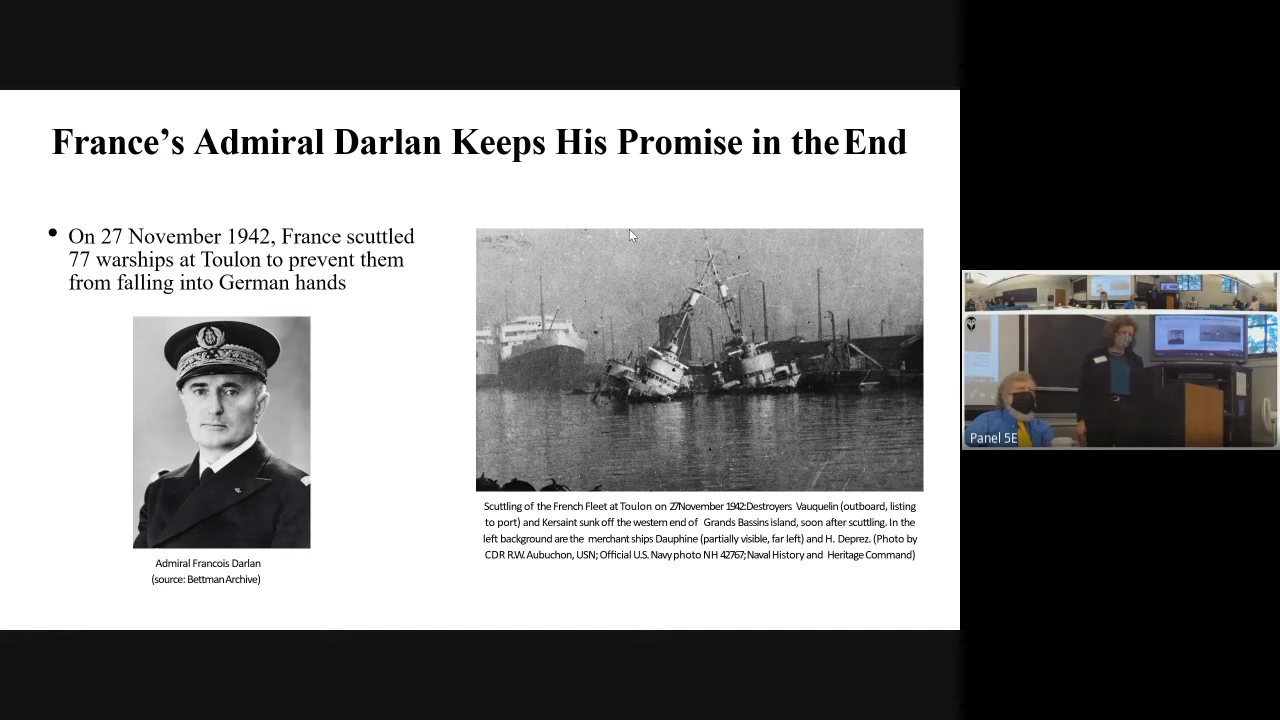 France’s Admiral Darlan Keeps His Promise in the End
• On 27 November 1942, France scuttled
77 warships at Toulon to prevent them
from falling into German hands
Admiral Francois Darlan
(source: Bettman Archive)
Scuttling of the French Fleet at Toulon on 27November 1942:Destroyers Vauquelin (outboard, listing
to port) and Kersaint sunk off the western end of Grands Bassins island, soon after scuttling. In the
left background are the merchant ships Dauphine (partially visible, far left) and H. Deprez. (Photo by
CDR R.W. Aubuchon, USN; Official U.S. Navy photo NH 42767; Naval History and Heritage Command)
Panel 5E